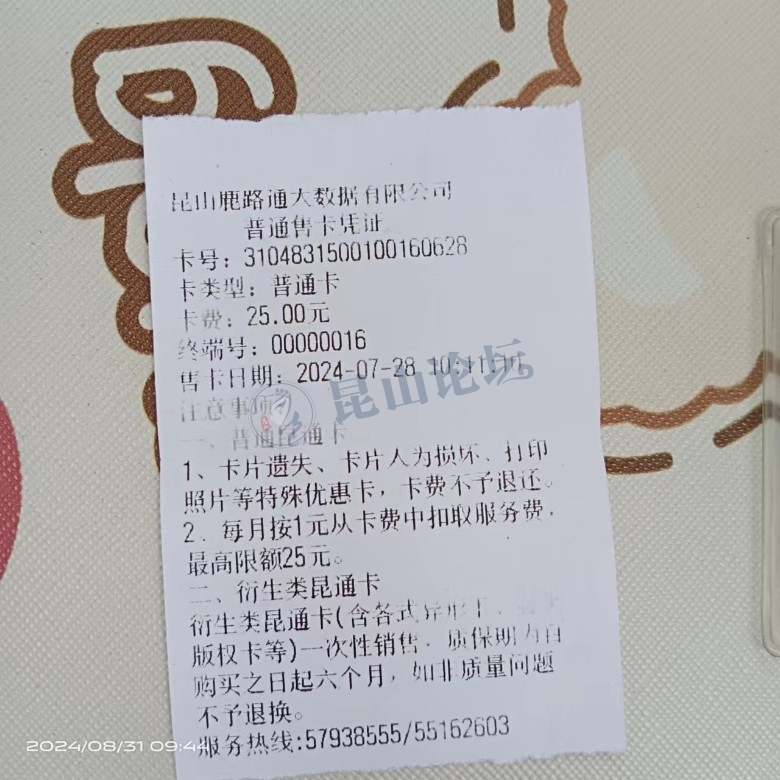 昆山鹿路通大数据有限公司
普通售卡凭证
卡号：3104831500100160628
卡类型：普通卡
卡费：25.00元
终端号：00000016
售卡日期：2024-07-28
注意事项
昆山论坛
一、普通昆通卡
1、卡片遗失、卡片人为损坏、打印
照片等特殊优惠卡，卡费不予退还。
2．每月按1元从卡费中扣取服务费，
最高限额25元。
二、衍生类昆通卡
衍生类昆通卡(含各式异形卡、
版权卡等)一次性销售．质保期为自
购买之日起六个月，如非质量问题
不予退换。
服务热线:57938555/55162603
2024/08/31 09:44